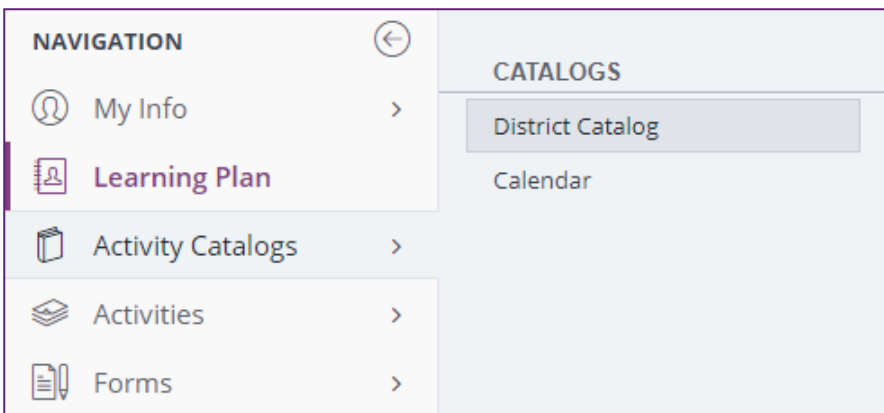 NAVIGATION
My Info
Learning Plan
Activity Catalogs
Activities
Forms
CATALOGS
District Catalog
Calendar